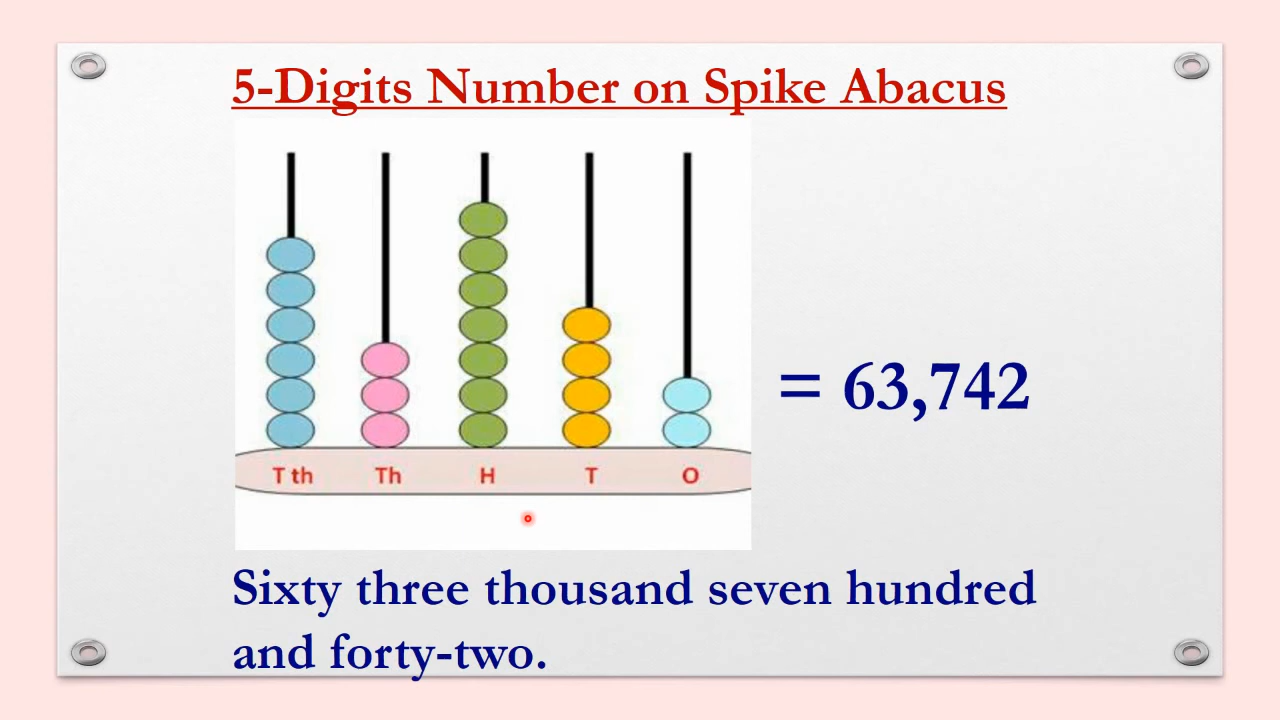 5-Digits Number on Spike Abacus
= 63,742
T th Th H T O
Sixty three thousand seven hundred
and forty-two.